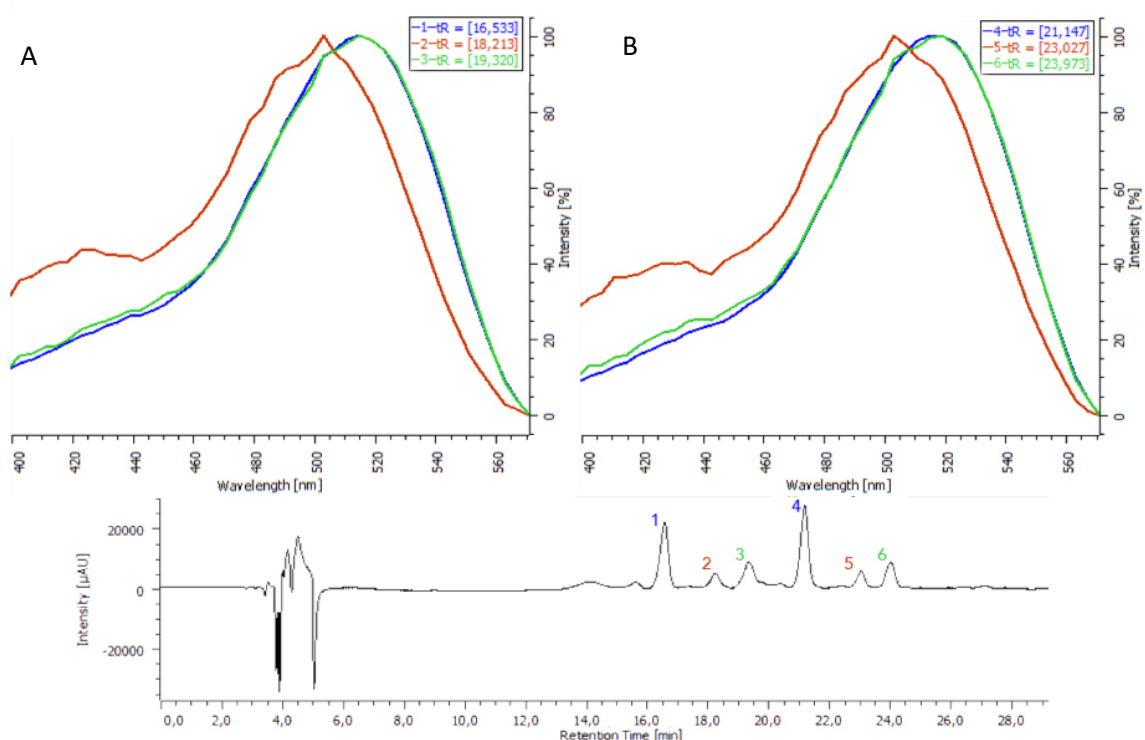 A
1-tR = [16,533]
2-tR = [18,213]
3-tR = [19,320]
100
80
60
40
20
0
Intensity [%]
400
420
440
460
480
500
520
540
560
Wavelength [nm]
B
4-tR = [21,147]
5-tR = [23,027]
6-tR = [23,973]
100
80
60
40
20
0
Intensity [%]
400
420
440
460
480
500
520
540
560
Wavelength [nm]
Intensity [µAU]
20000
0
-20000
1
2
3
4
5
6
0,0 2,0 4,0 6,0 8,0 10,0 12,0 14,0 16,0 18,0 20,0 22,0 24,0 26,0 28,0
Retention Time [min]